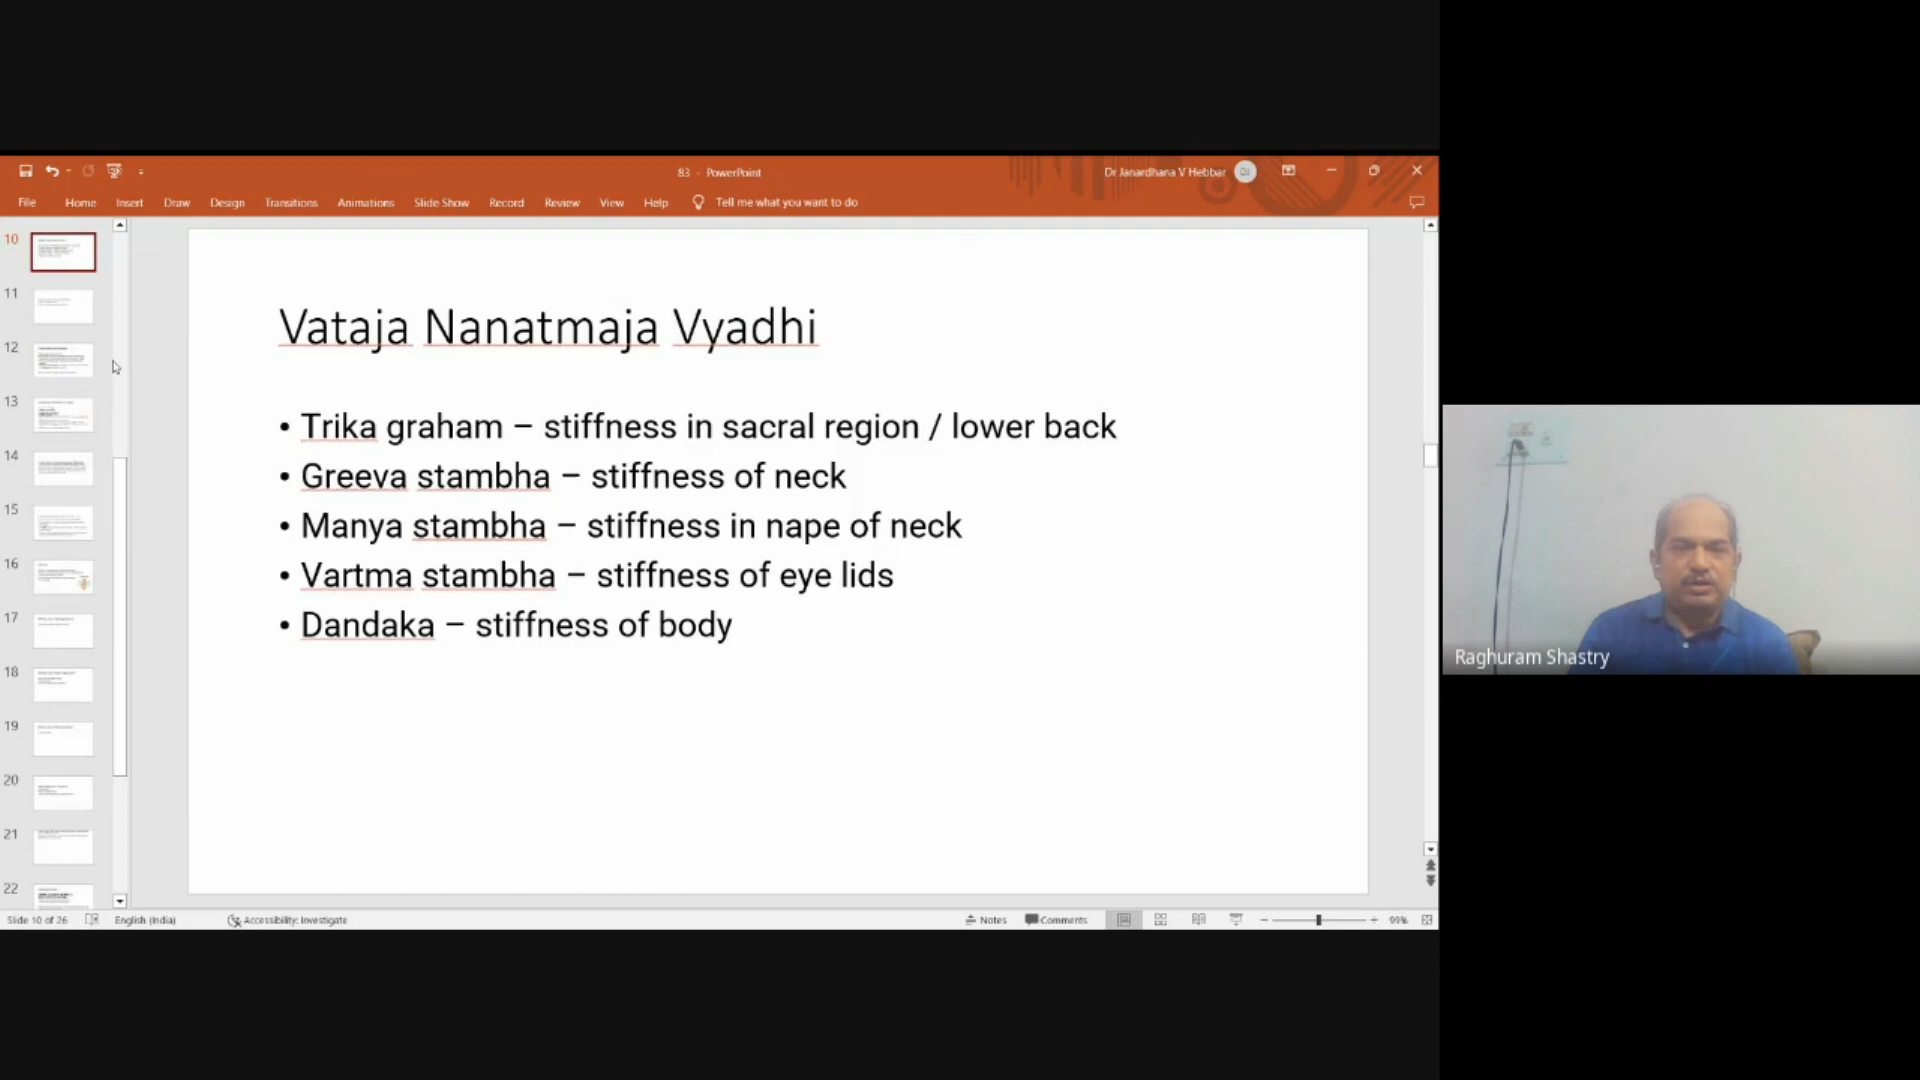 83 - PowerPoint
Dr Janardhana V Hebbar
DJ
File Home Insert Draw Design Transitions Animations Slide Show Record Review View Help Tell me what you want to do
10
11
12
13
14
15
16
17
18
19
20
21
22
Vataja Nanatmaja Vyadhi
• Trika graham – stiffness in sacral region / lower back
• Greeva stambha – stiffness of neck
• Manya stambha – stiffness in nape of neck
• Vartma stambha – stiffness of eye lids
• Dandaka – stiffness of body
Raghuram Shastry
Slide 10 of 26 English (India) Accessibility: Investigate Notes Comments 99%